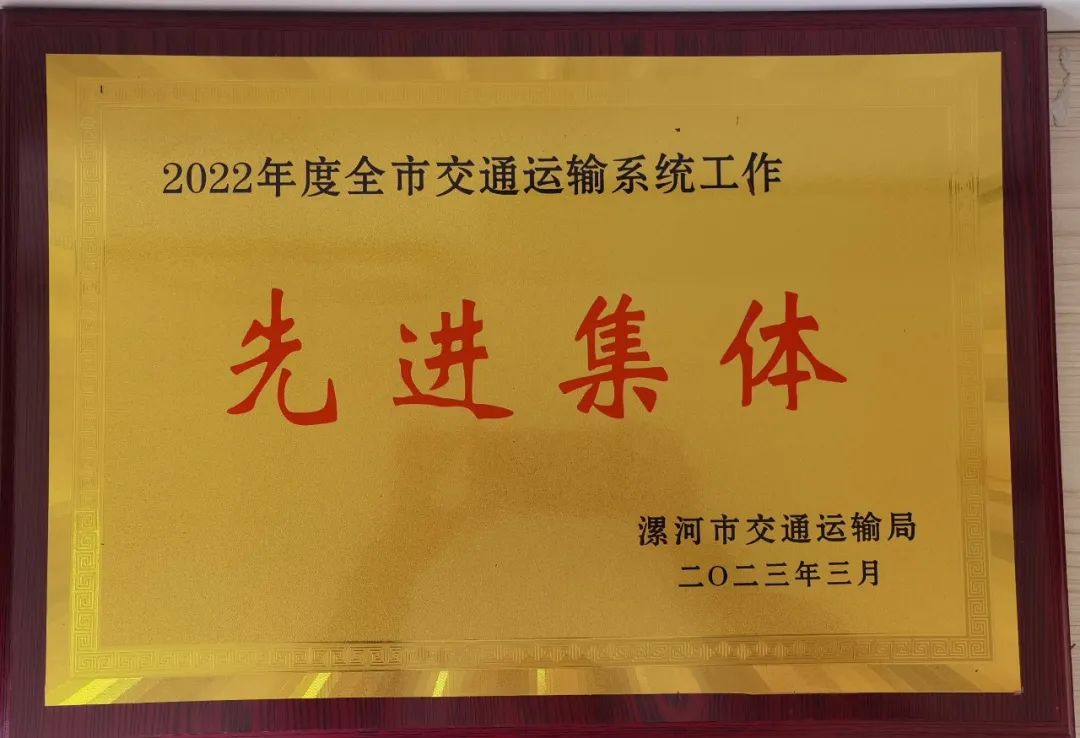 2022年度全市交通运输系统工作
先进集体
漯河市交通运输局
二〇二三年三月